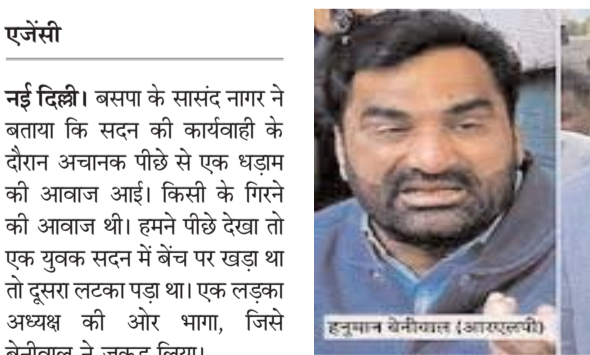 एजेंसी
नई दिल्ली। बसपा के सासंद नागर ने
बताया कि सदन की कार्यवाही के
दौरान अचानक पीछे से एक धड़ाम
की आवाज आई। किसी के गिरने
की आवाज थी। हमने पीछे देखा तो
एक युवक सदन में बेंच पर खड़ा था
तो दूसरा लटका पड़ा था। एक लड़का
अध्यक्ष की ओर भागा, जिसे
बेनीवाल ने जकड़ लिया।
हनुमान बेनीवाल (आरएलपी)